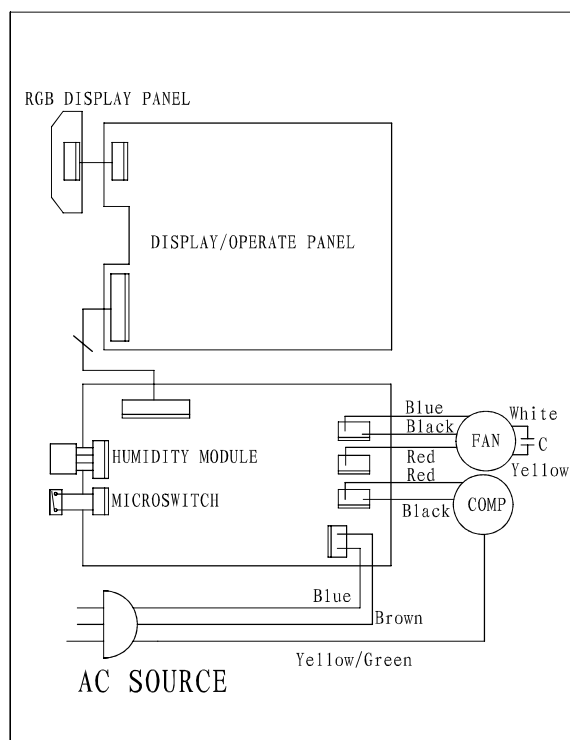 RGB DISPLAY PANEL
DISPLAY/OPERATE PANEL
Blue
White
Black
FAN
C
HUMIDITY MODULE
Red
Yellow
Red
MICROSWITCH
Black
COMP
Blue
Brown
Yellow/Green
AC SOURCE